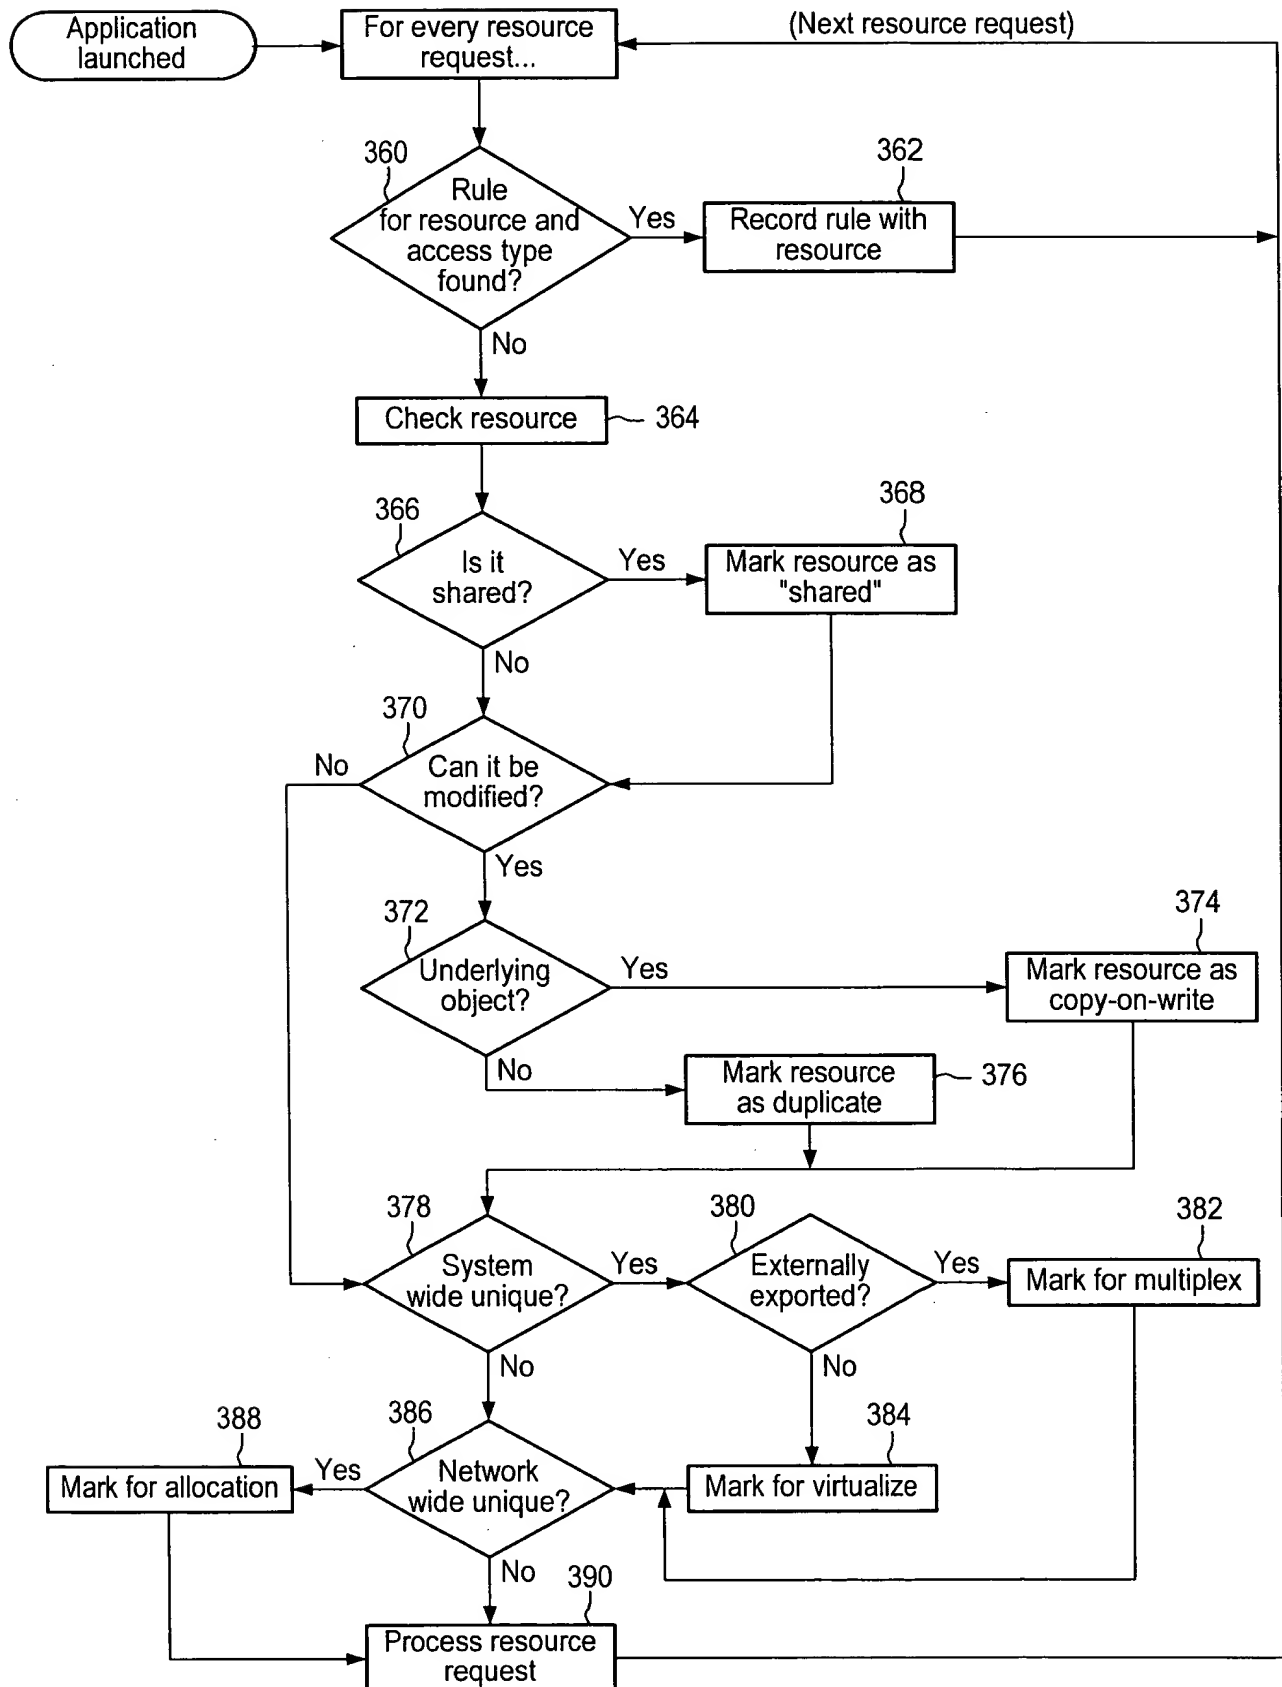 Application
launched
For every resource
request...
(Next resource request)
360
Rule
for resource and
access type
found?
Yes
362
Record rule with
resource
No
Check resource
364
366
Is it
shared?
Yes
368
Mark resource as
"shared"
No
370
No
Can it be
modified?
Yes
372
Underlying
object?
Yes
374
Mark resource as
copy-on-write
No
Mark resource
as duplicate
376
378
System
wide unique?
Yes
380
Externally
exported?
Yes
382
Mark for multiplex
No
No
388
Mark for allocation
Yes
386
Network
wide unique?
384
Mark for virtualize
No
390
Process resource
request